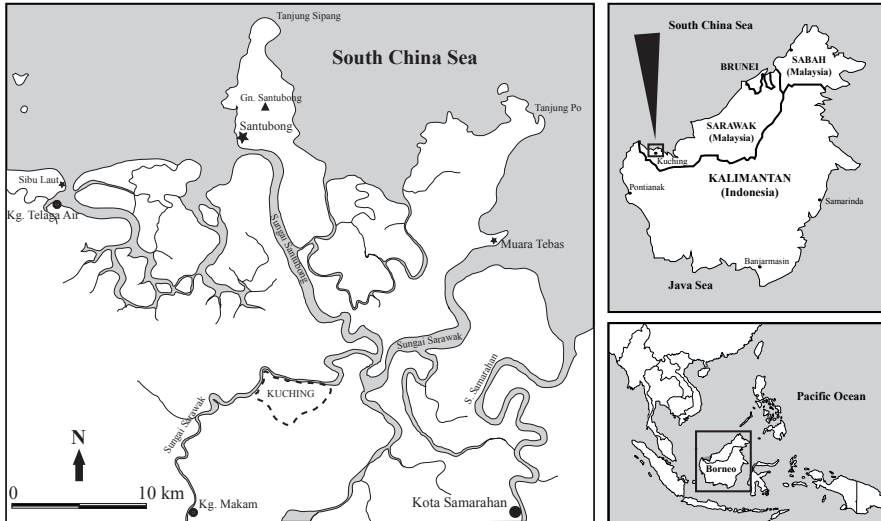 Tanjung Sipang
South China Sea
Gn. Santubong
Santubong
Tanjung Po
Sibu Laut
Kg. Telaga Air
Sungai Santubong
Muara Tebas
Sungai Sarawak
S. Samarahan
KUCHING
Sungai Sarawak
N
0
10 km
Kg. Makam
Kota Samarahan
South China Sea
SABAH
(Malaysia)
BRUNEI
SARAWAK
(Malaysia)
Kuching
KALIMANTAN
(Indonesia)
Pontianak
Samarinda
Banjarmasin
Java Sea
Pacific Ocean
Borneo